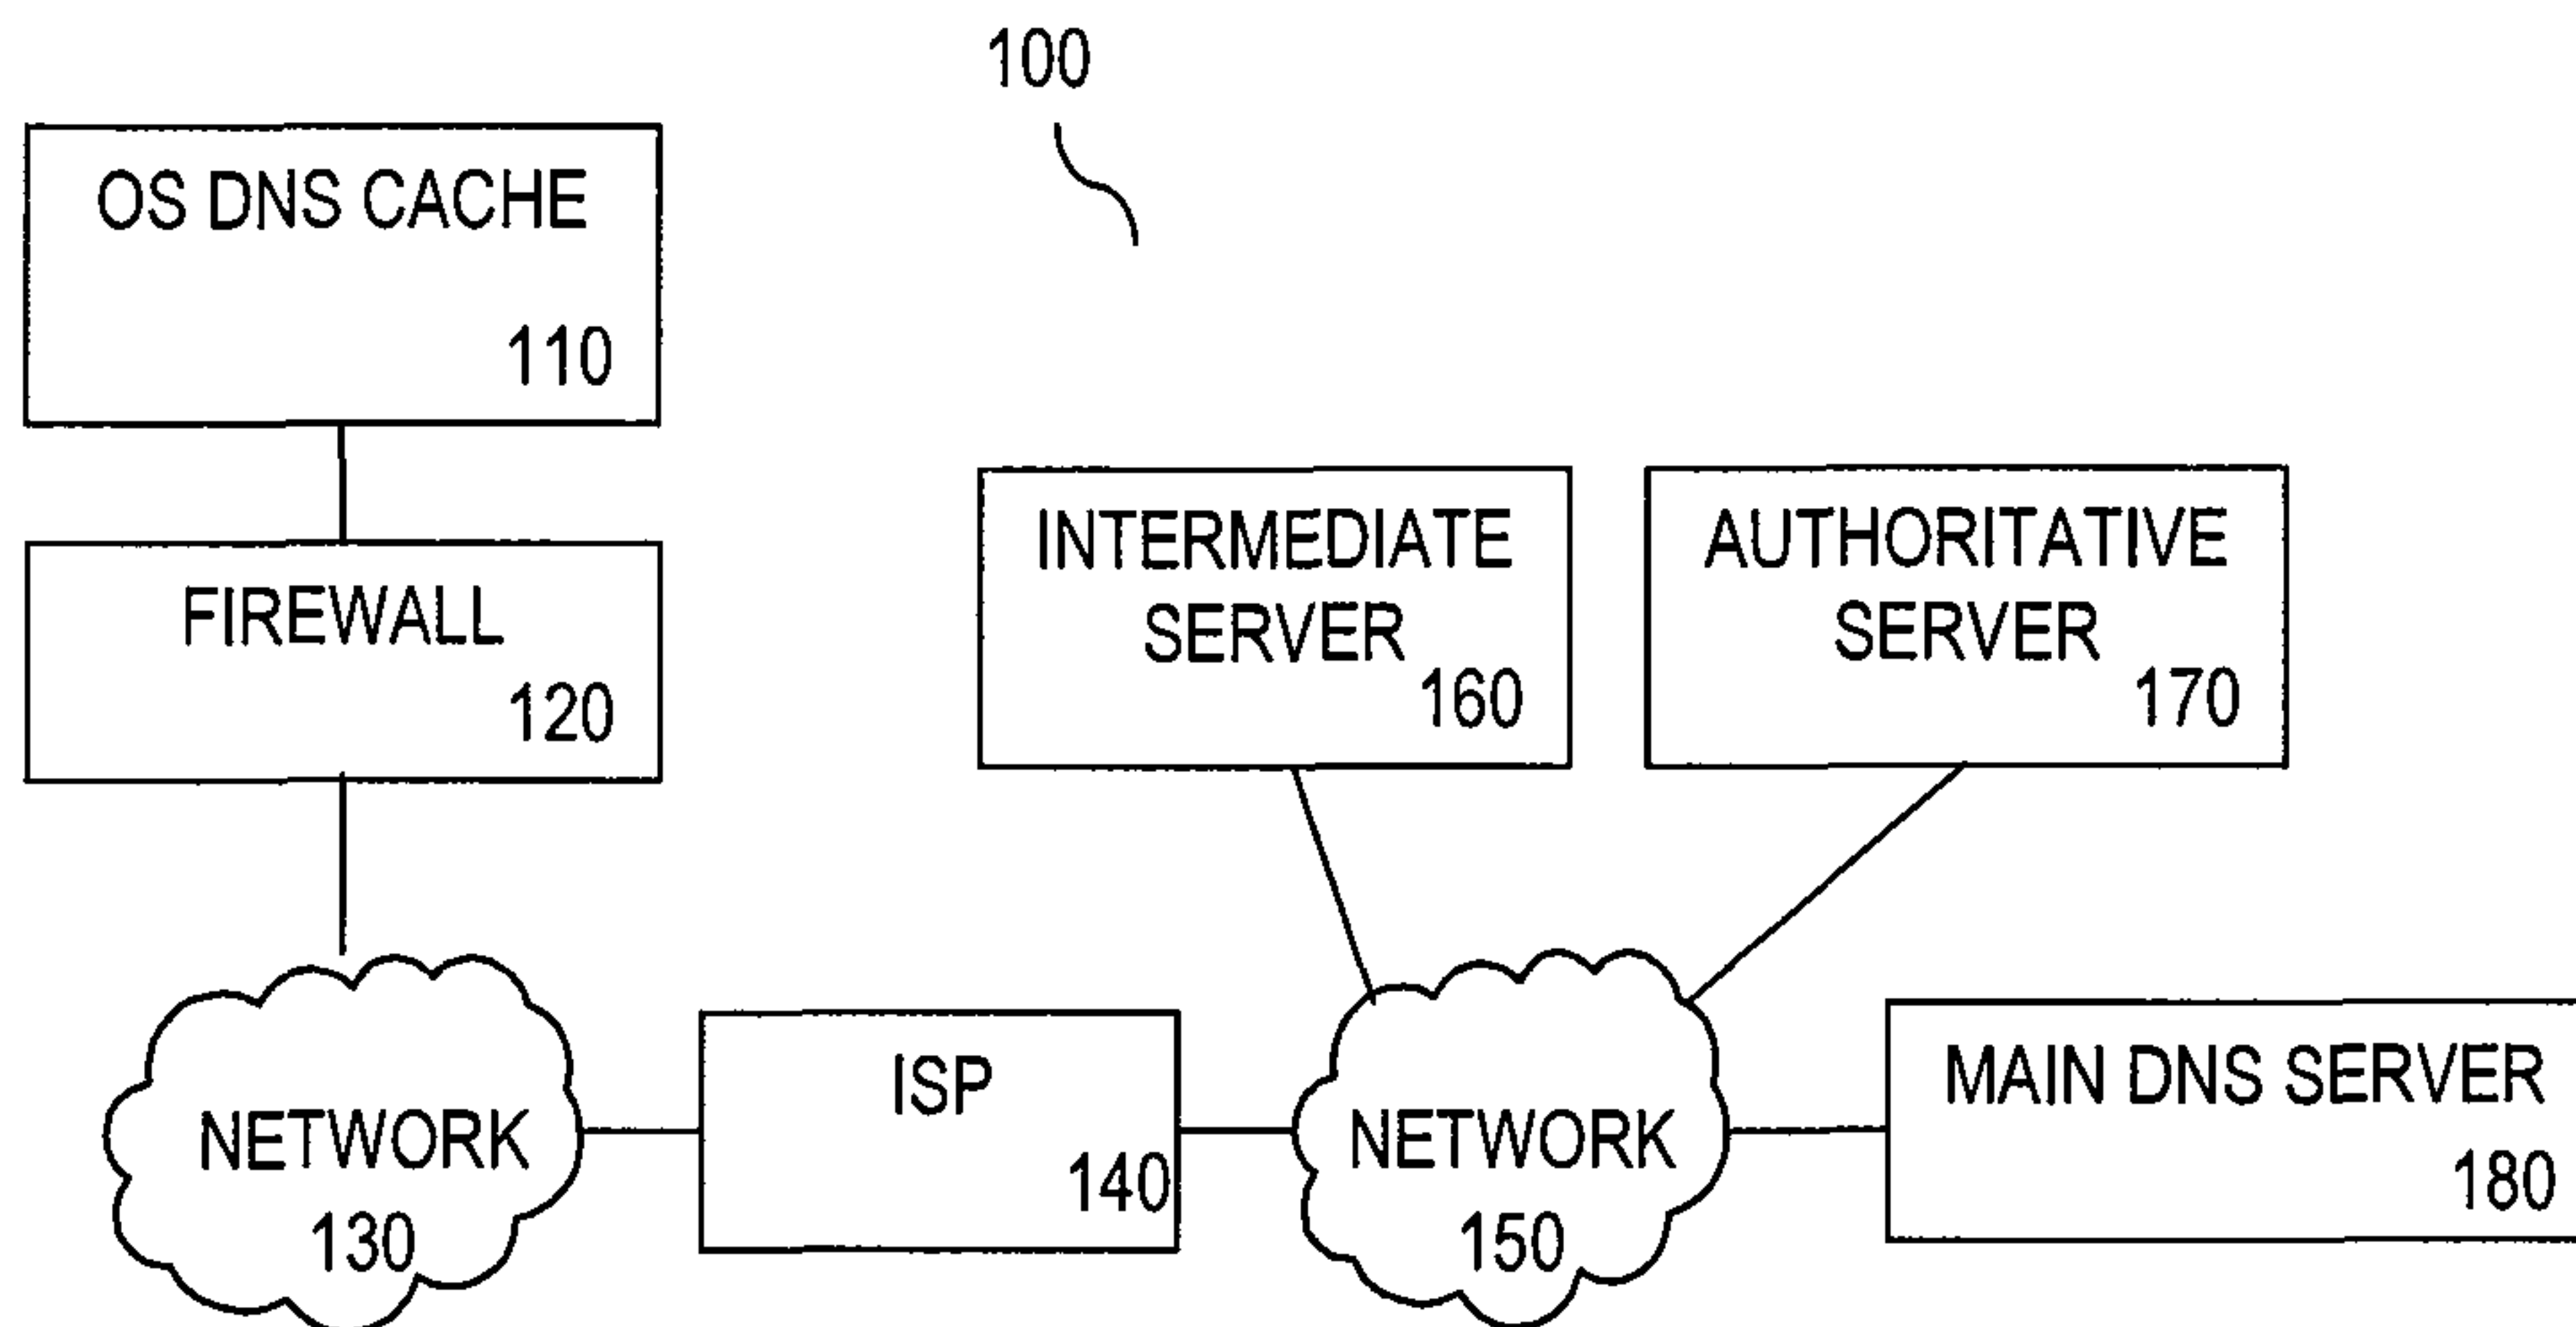 100
OS DNS CACHE
110
FIREWALL
120
INTERMEDIATE
SERVER
160
AUTHORITATIVE
SERVER
170
NETWORK
130
ISP
140
NETWORK
150
MAIN DNS SERVER
180